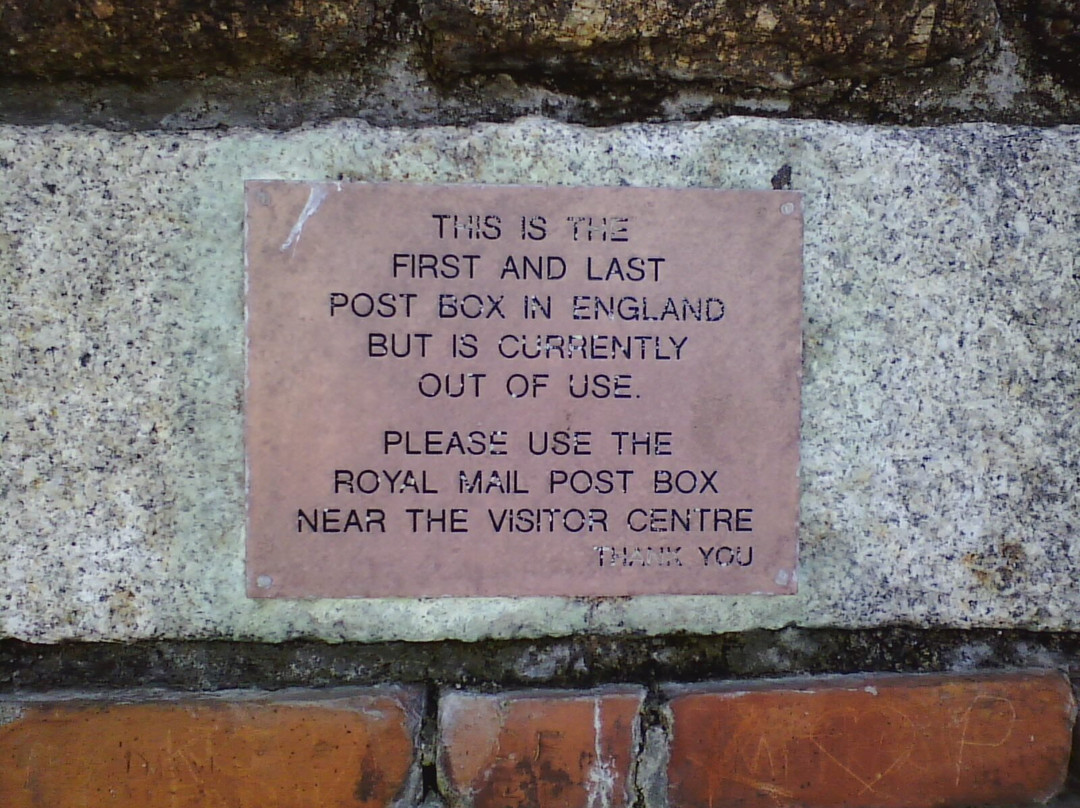 THIS IS THE
FIRST AND LAST
POST BOX IN ENGLAND
BUT IS CURRENTLY
OUT OF USE.
PLEASE USE THE
ROYAL MAIL POST BOX
NEAR THE VISITOR CENTRE
THANK YOU